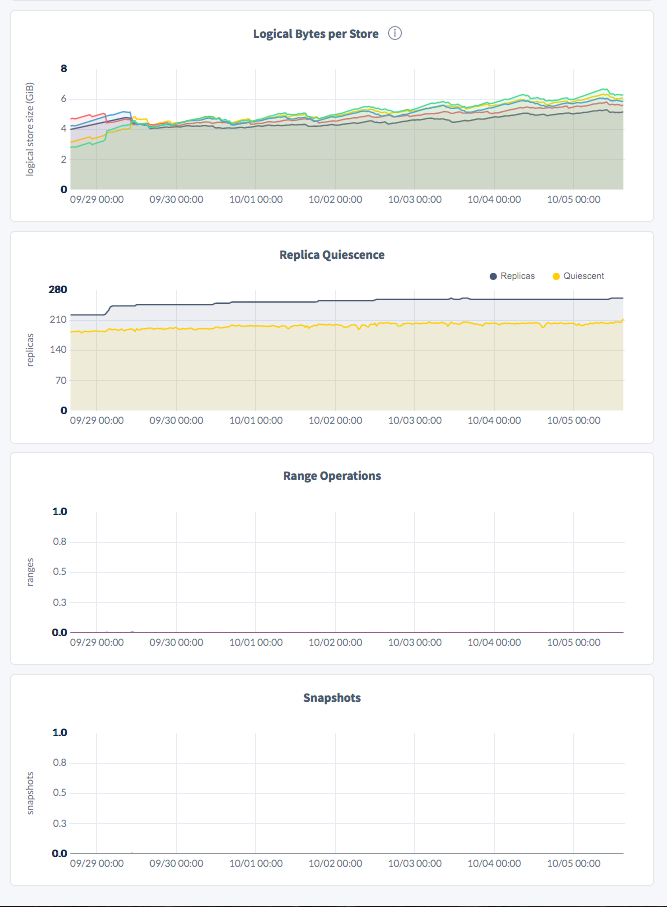 Logical Bytes per Store i
8
6
4
2
0
logical store size (GiB)
09/29 00:00 09/30 00:00 10/01 00:00 10/02 00:00 10/03 00:00 10/04 00:00 10/05 00:00
Replica Quiescence
Replicas Quiescent
280
210
140
70
0
replicas
09/29 00:00 09/30 00:00 10/01 00:00 10/02 00:00 10/03 00:00 10/04 00:00 10/05 00:00
Range Operations
1.0
0.8
0.5
0.3
0.0
ranges
09/29 00:00 09/30 00:00 10/01 00:00 10/02 00:00 10/03 00:00 10/04 00:00 10/05 00:00
Snapshots
1.0
0.8
0.5
0.3
0.0
snapshots
09/29 00:00 09/30 00:00 10/01 00:00 10/02 00:00 10/03 00:00 10/04 00:00 10/05 00:00